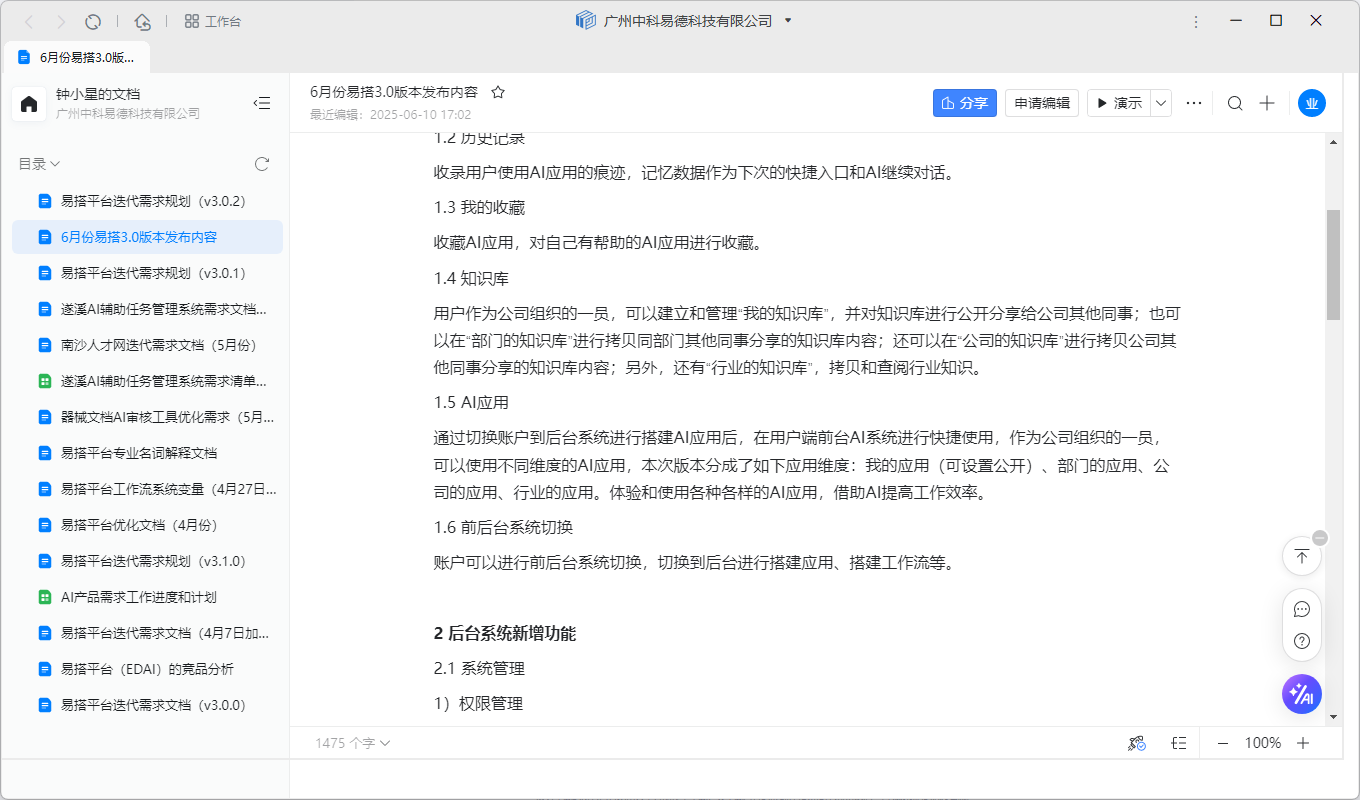 工作台
广州中科易德科技有限公司
6月份易搭3.0版...
钟小星的文档
广州中科易德科技有限公司
目录
易搭平台迭代需求规划（v3.0.2）
6月份易搭3.0版本发布内容
易搭平台迭代需求规划（v3.0.1）
遂溪AI辅助任务管理系统需求文档...
南沙人才网迭代需求文档（5月份）
遂溪AI辅助任务管理系统需求清单...
器械文档AI审核工具优化需求（5月...
易搭平台专业名词解释文档
易搭平台工作流系统变量（4月27日...
易搭平台优化文档（4月份）
易搭平台迭代需求规划（v3.1.0）
AI产品需求工作进度和计划
易搭平台迭代需求文档（4月7日加...
易搭平台（EDAI）的竞品分析
易搭平台迭代需求文档（v3.0.0）
6月份易搭3.0版本发布内容
最近编辑：2025-06-10 17:02
分享
申请编辑
演示
业
1.2 历史记录
收录用户使用AI应用的痕迹，记忆数据作为下次的快捷入口和AI继续对话。
1.3 我的收藏
收藏AI应用，对自己有帮助的AI应用进行收藏。
1.4 知识库
用户作为公司组织的一员，可以建立和管理“我的知识库”，并对知识库进行公开分享给公司其他同事；也可
以在“部门的知识库”进行拷贝同部门其他同事分享的知识库内容；还可以在“公司的知识库”进行拷贝公司其
他同事分享的知识库内容；另外，还有“行业的知识库”，拷贝和查阅行业知识。
1.5 AI应用
通过切换账户到后台系统进行搭建AI应用后，在用户端前台AI系统进行快捷使用，作为公司组织的一员，
可以使用不同维度的AI应用，本次版本分成了如下应用维度：我的应用（可设置公开）、部门的应用、公
司的应用、行业的应用。体验和使用各种各样的AI应用，借助AI提高工作效率。
1.6 前后台系统切换
账户可以进行前后台系统切换，切换到后台进行搭建应用、搭建工作流等。
2 后台系统新增功能
2.1 系统管理
1）权限管理
AI
1475 个字
100%